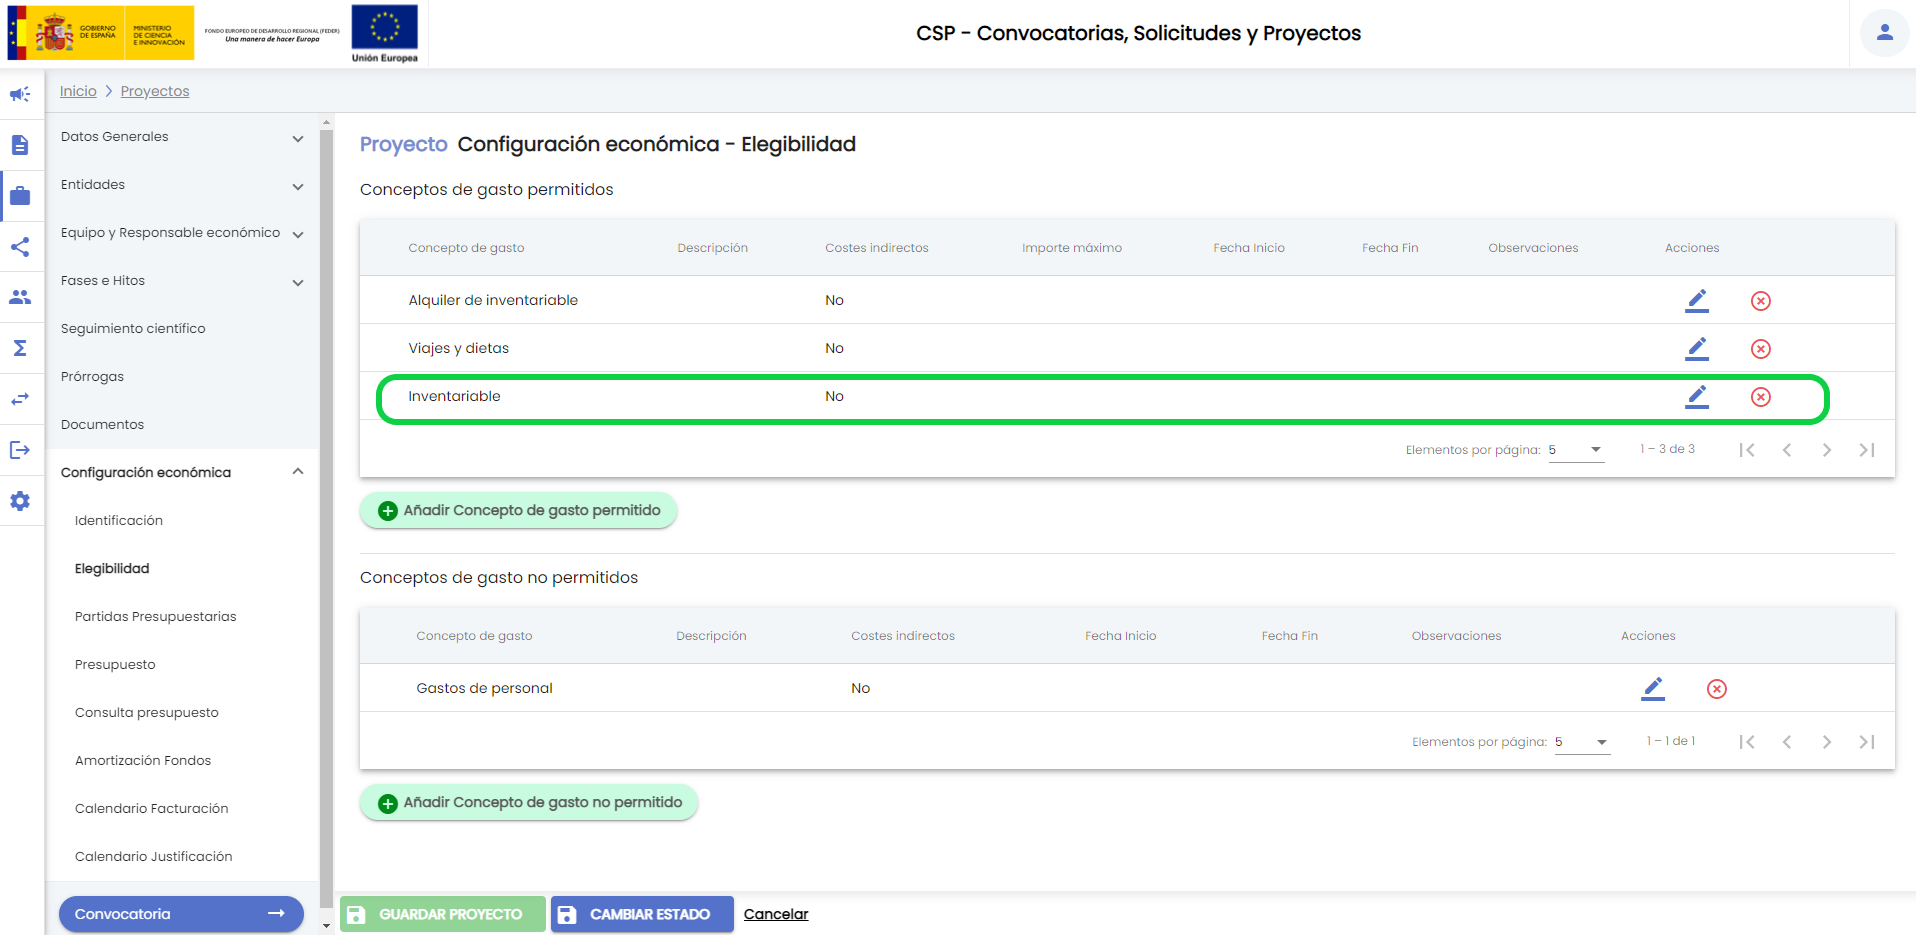 GOBIERNO
DE ESPAÑA
MINISTERIO
DE CIENCIA
E INNOVACIÓN
FONDO EUROPEO DE DESARROLLO REGIONAL (FEDER)
Una manera de hacer Europa
Unión Europea
CSP - Convocatorias, Solicitudes y Proyectos
Inicio > Proyectos
Datos Generales
Entidades
Equipo y Responsable económico
Fases e Hitos
Seguimiento científico
Prórrogas
Documentos
Configuración económica
Identificación
Elegibilidad
Partidas Presupuestarias
Presupuesto
Consulta presupuesto
Amortización Fondos
Calendario Facturación
Calendario Justificación
Convocatoria
Proyecto Configuración económica - Elegibilidad
Conceptos de gasto permitidos
Concepto de gasto Descripción Costes indirectos Importe máximo Fecha Inicio Fecha Fin Observaciones Acciones
Alquiler de inventariable No
Viajes y dietas No
Inventariable No
Elementos por página: 5 1 – 3 de 3
Añadir Concepto de gasto permitido
Conceptos de gasto no permitidos
Concepto de gasto Descripción Costes indirectos Fecha Inicio Fecha Fin Observaciones Acciones
Gastos de personal No
Elementos por página: 5 1 – 1 de 1
Añadir Concepto de gasto no permitido
GUARDAR PROYECTO CAMBIAR ESTADO Cancelar